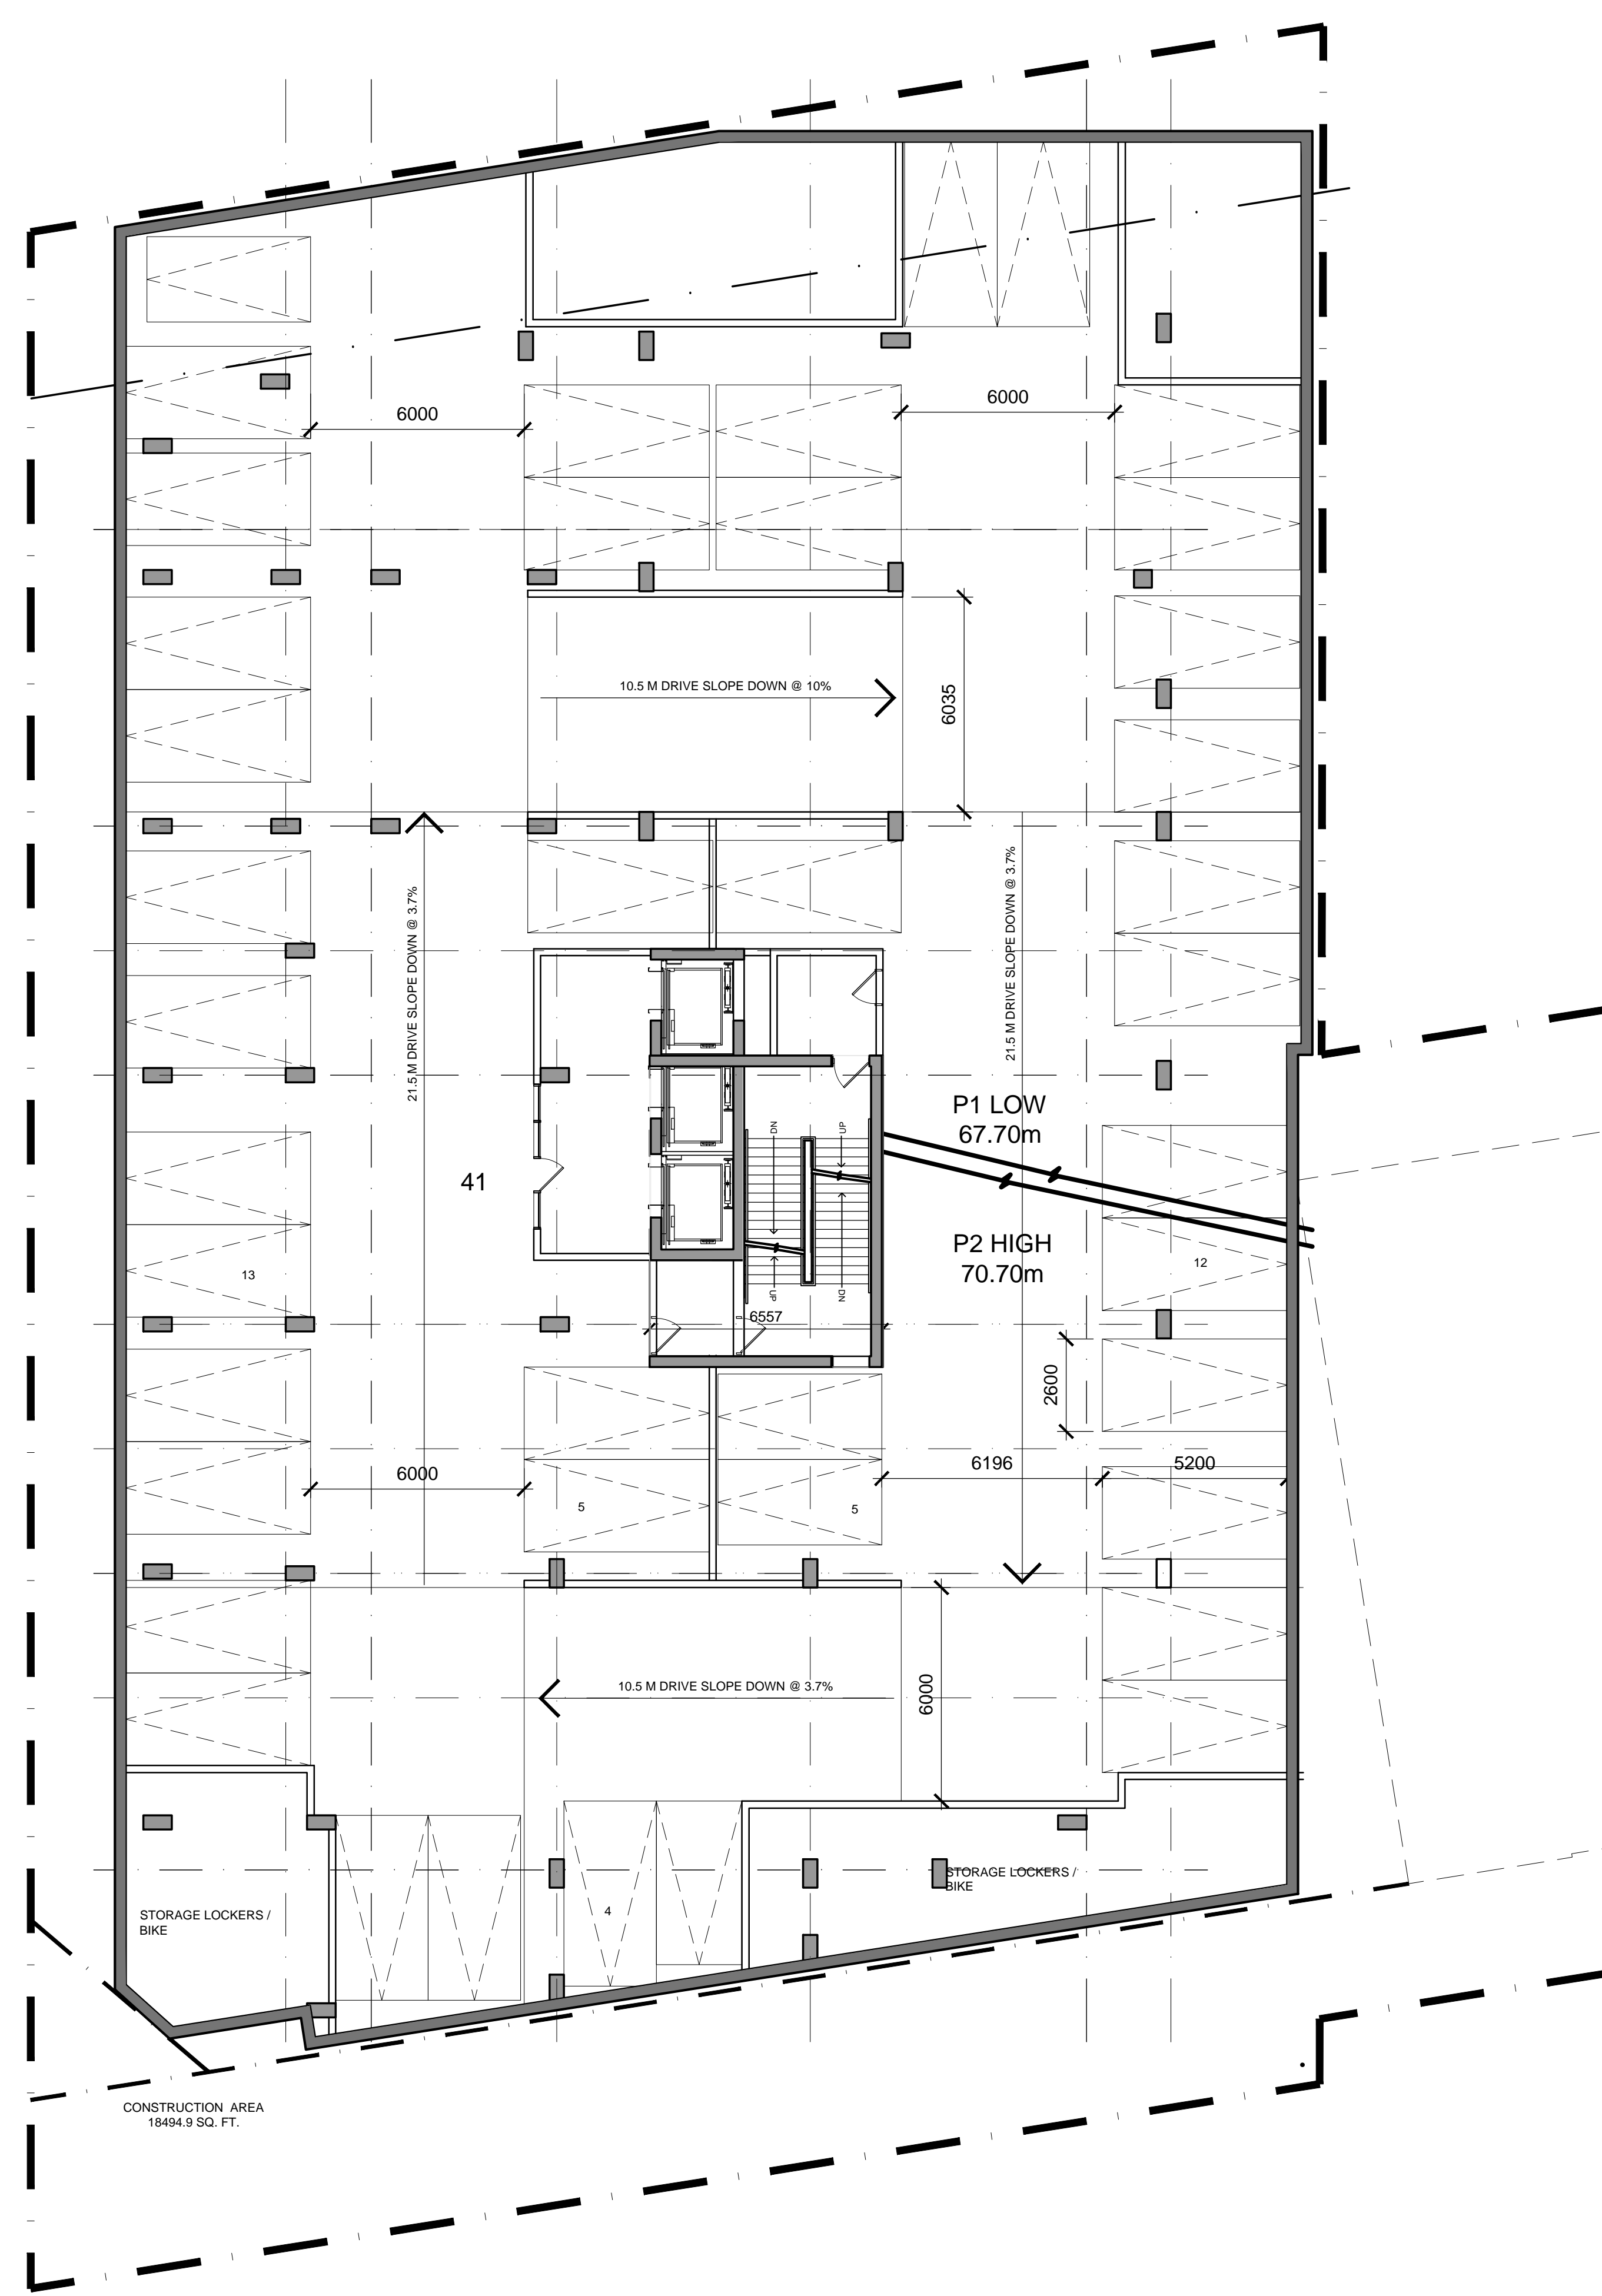 6000
6000
10.5 M DRIVE SLOPE DOWN @ 10%
6035
21.5 M DRIVE SLOPE DOWN @ 3.7%
21.5 M DRIVE SLOPE DOWN @ 3.7%
P1 LOW
67.70m
DN
UP
41
P2 HIGH
70.70m
13
12
UP
DN
6557
2600
6000
6196
5200
5
5
10.5 M DRIVE SLOPE DOWN @ 3.7%
6000
STORAGE LOCKERS /
BIKE
4
STORAGE LOCKERS /
BIKE
CONSTRUCTION AREA
18494.9 SQ. FT.